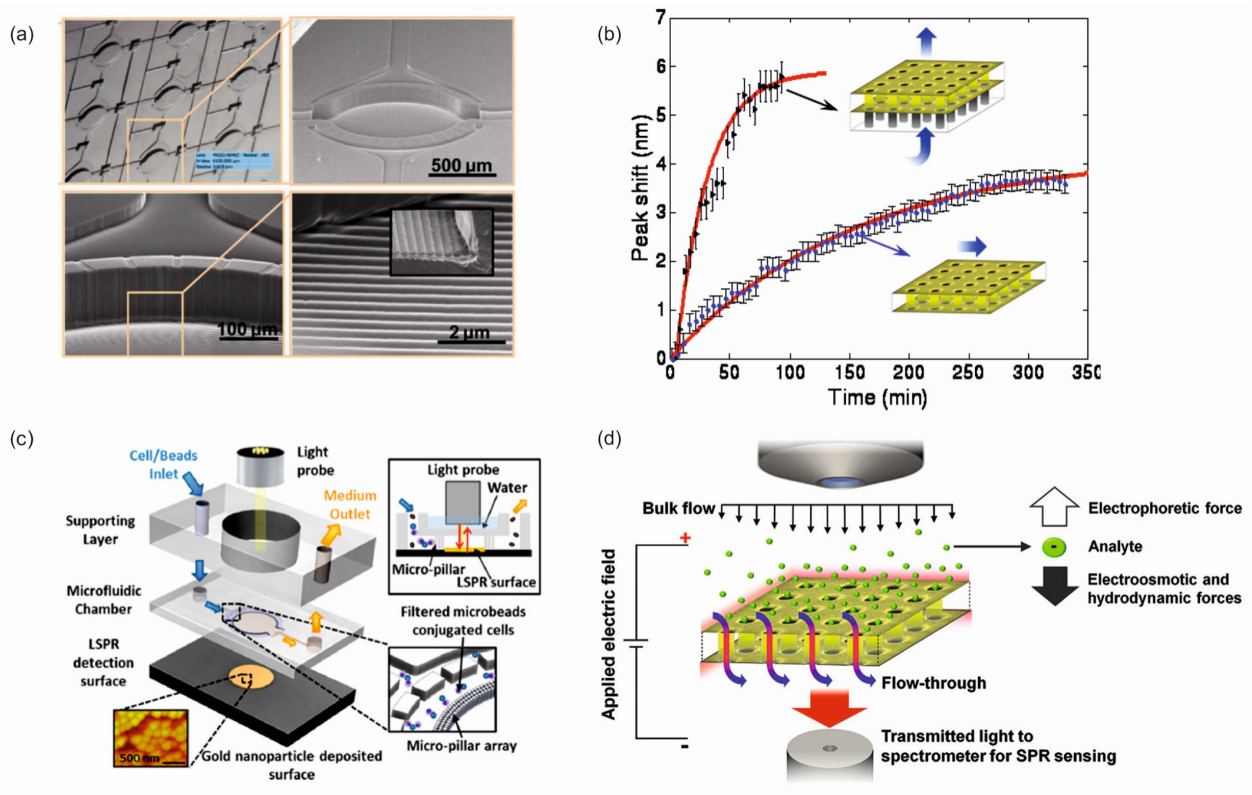 (a)
500 μm
100 μm
2 μm
(b)
7
6
5
4
3
2
1
0
Peak shift (nm)
0
50
100
150
200
250
300
350
Time (min)
(c)
Cell/Beads
Inlet
Light
probe
Medium
Outlet
Supporting
Layer
Microfluidic
Chamber
LSPR
detection
surface
500 nm
Gold nanoparticle deposited
surface
Light probe
Water
Micro-pillar
LSPR surface
Filtered microbeads
conjugated cells
Micro-pillar array
(d)
Bulk flow
+
Applied electric field
-
Flow-through
Transmitted light to
spectrometer for SPR sensing
Electrophoretic force
-
Analyte
Electroosmotic and
hydrodynamic forces